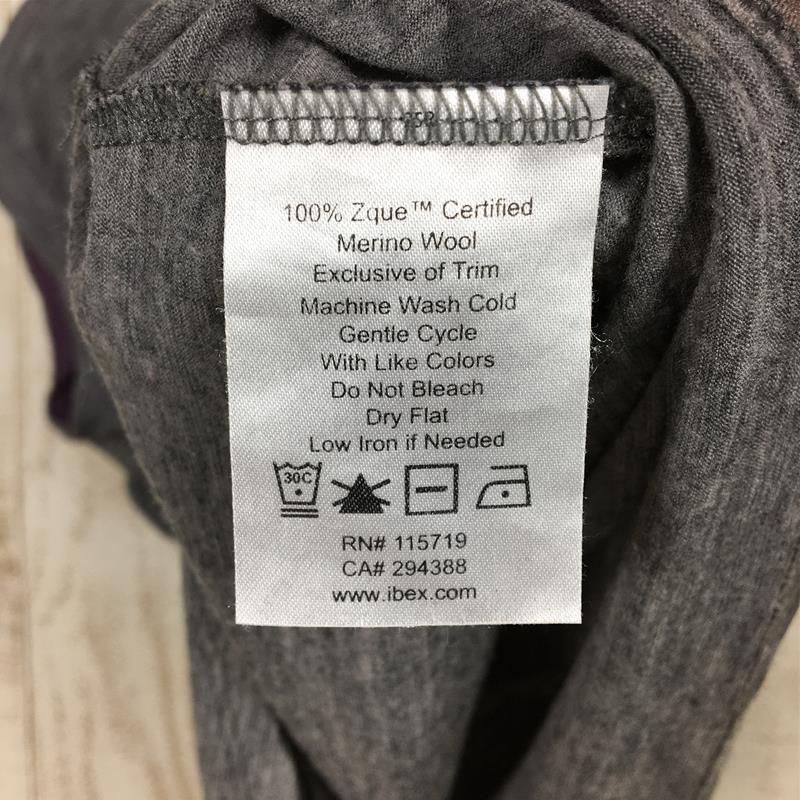 100% Zque™ Certified
Merino Wool
Exclusive of Trim
Machine Wash Cold
Gentle Cycle
With Like Colors
Do Not Bleach
Dry Flat
Low Iron if Needed
30C
RN# 115719
CA# 294388
www.ibex.com